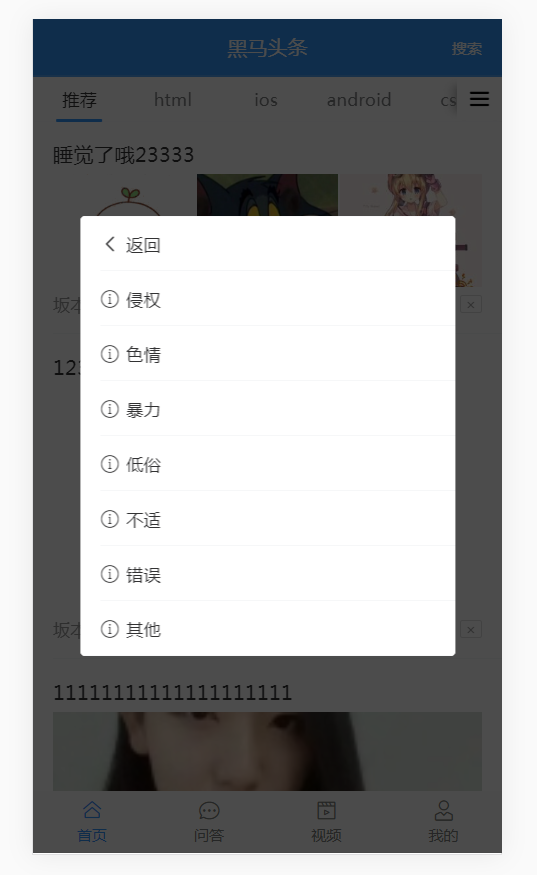 黑马头条 搜索
推荐 html ios android cs
睡觉了哦23333
返回
侵权
坂本
色情
123
暴力
低俗
不适
错误
其他
坂本
11111111111111111111
首页 问答 视频 我的